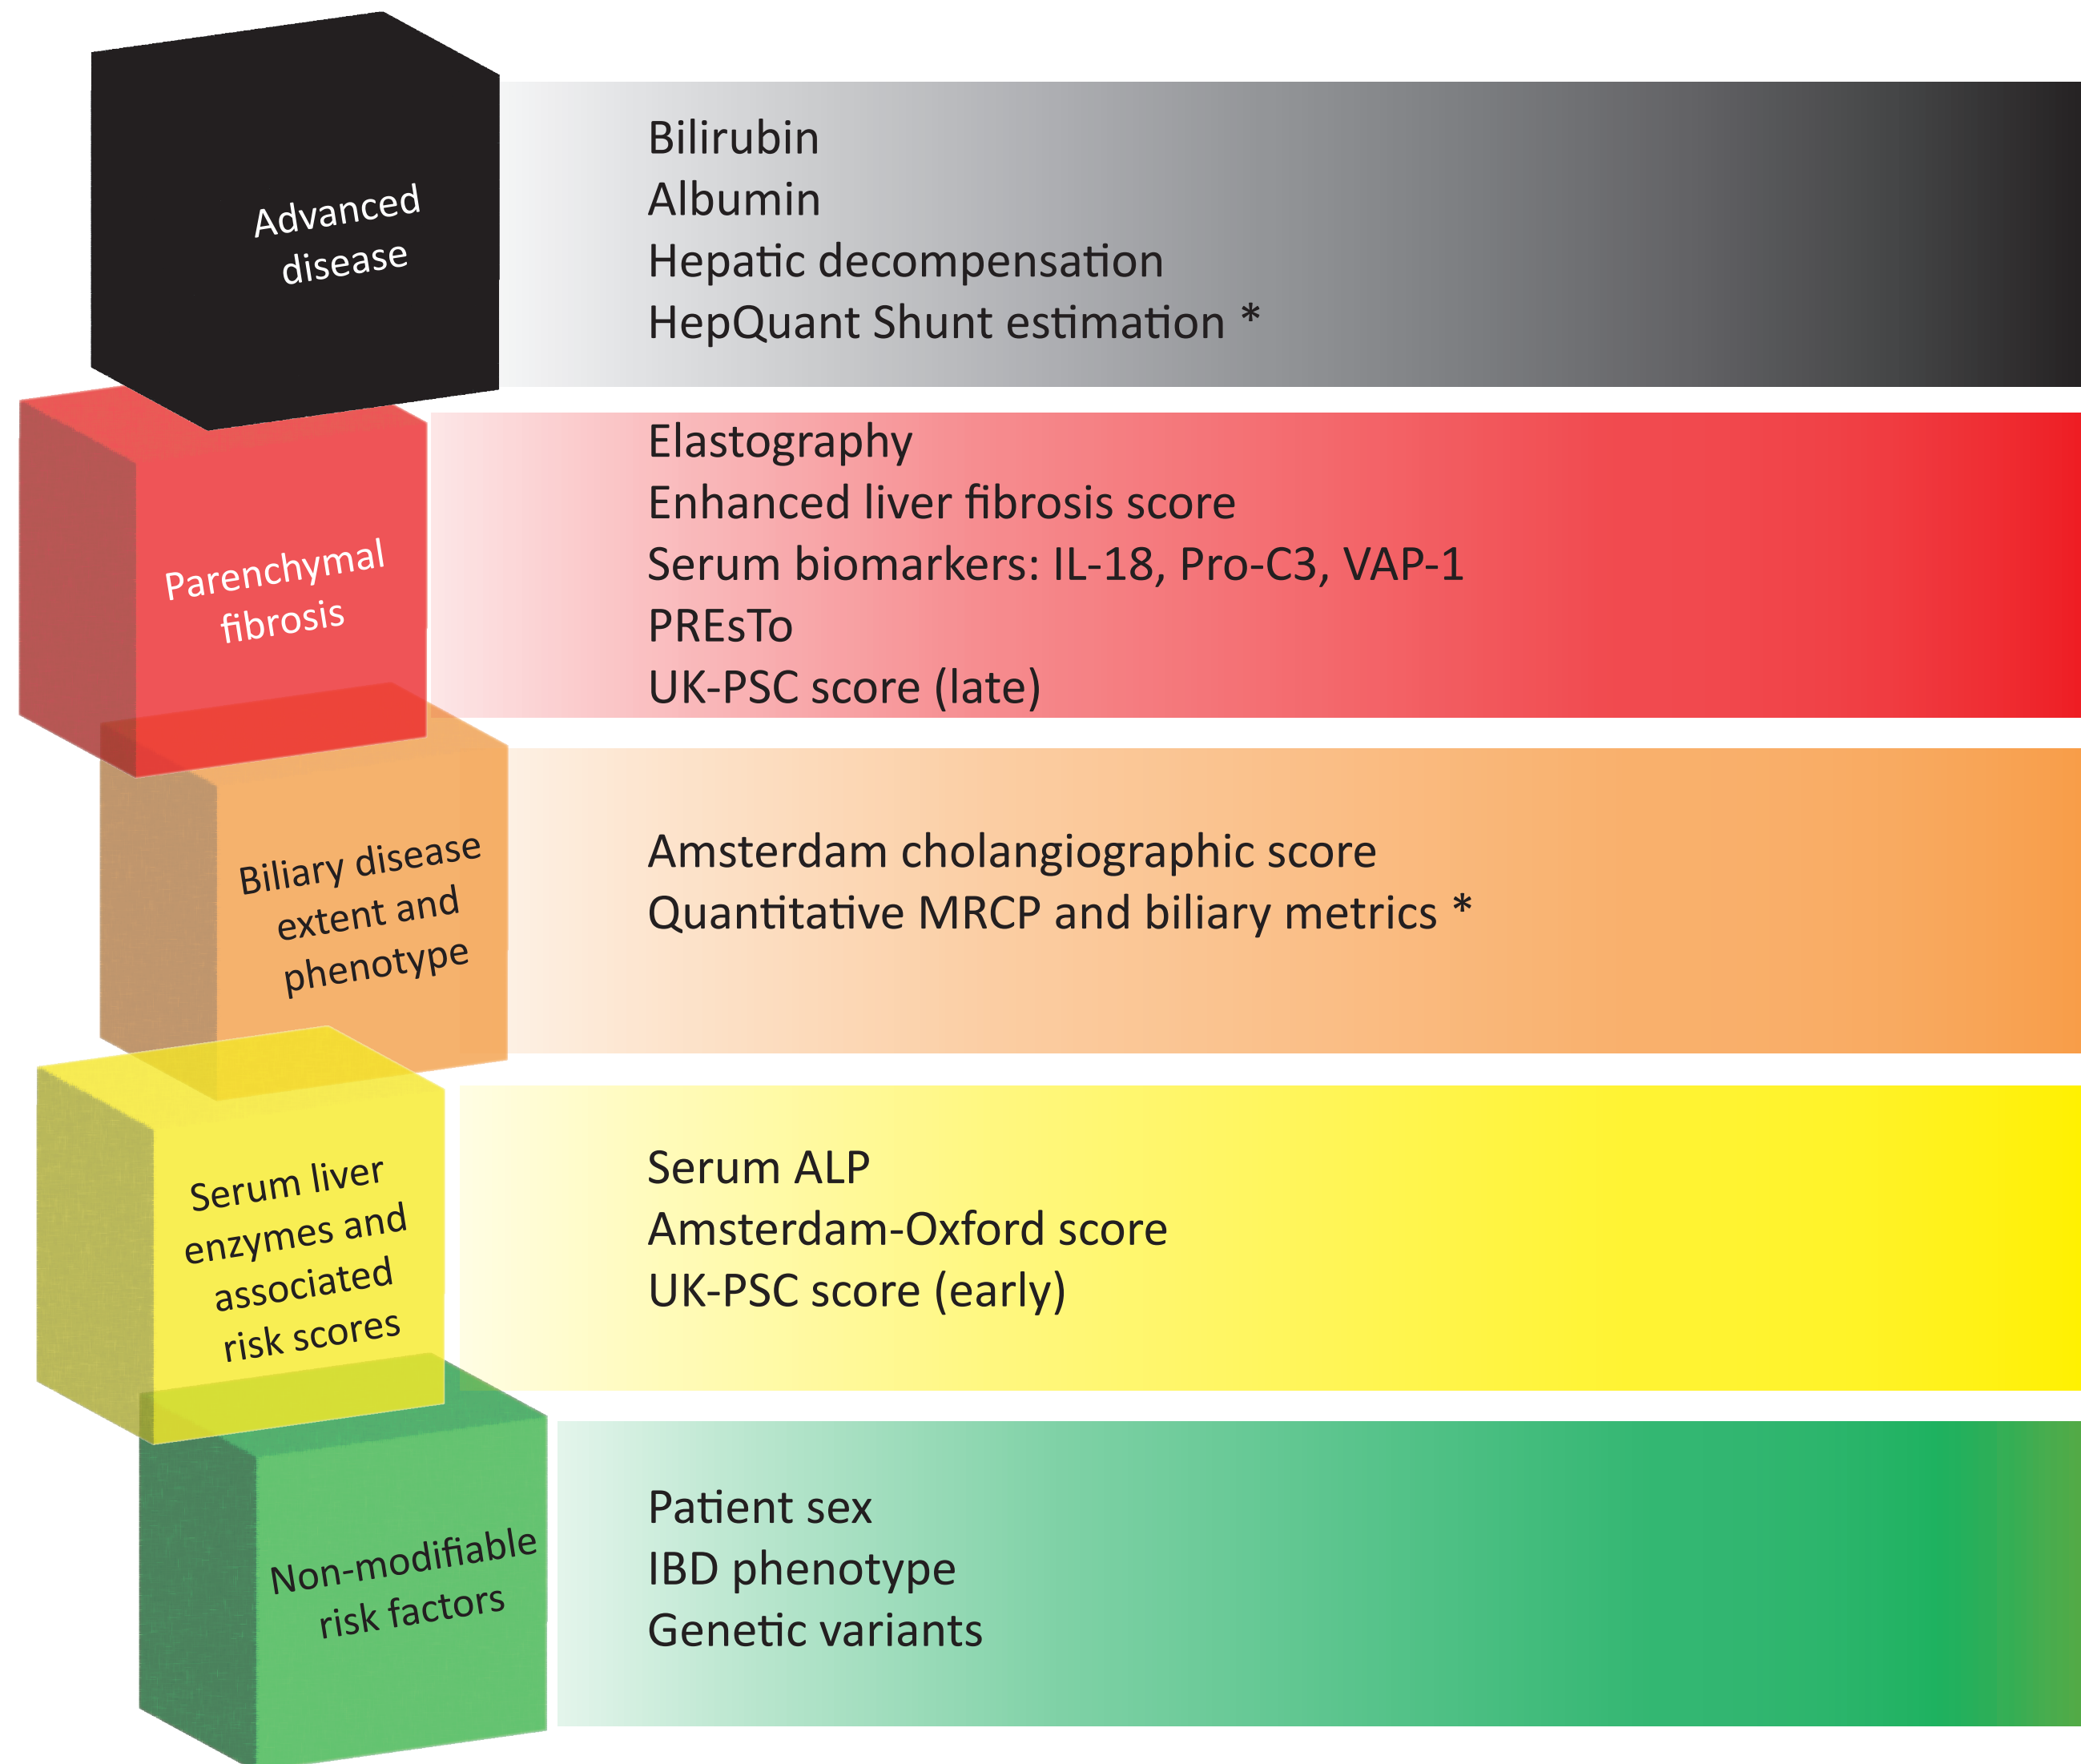 Advanced
disease
Bilirubin
Albumin
Hepatic decompensation
HepQuant Shunt estimation *
Parenchymal
fibrosis
Elastography
Enhanced liver fibrosis score
Serum biomarkers: IL-18, Pro-C3, VAP-1
PREsTo
UK-PSC score (late)
Biliary disease
extent and
phenotype
Amsterdam cholangiographic score
Quantitative MRCP and biliary metrics *
Serum liver
enzymes and
associated
risk scores
Serum ALP
Amsterdam-Oxford score
UK-PSC score (early)
Non-modifiable
risk factors
Patient sex
IBD phenotype
Genetic variants